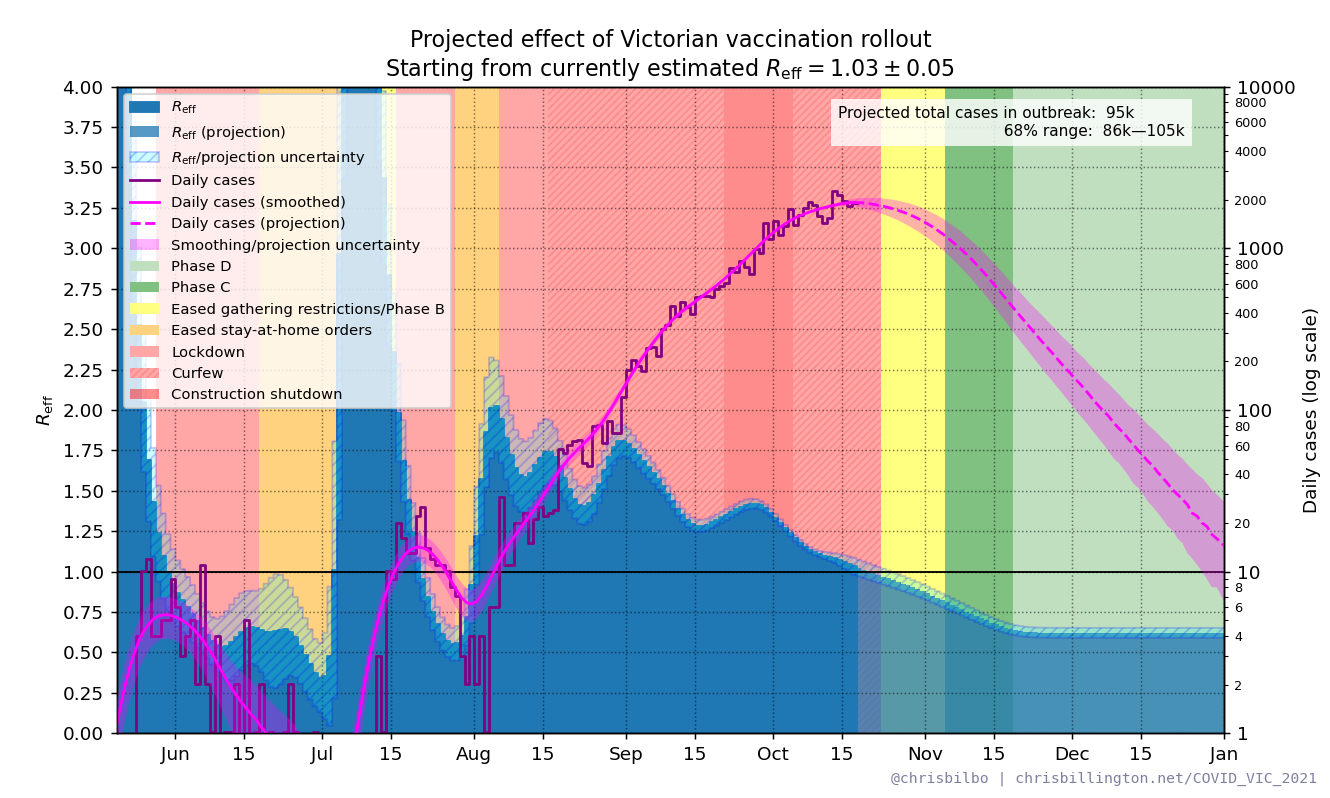 Projected effect of Victorian vaccination rollout
Starting from currently estimated Reff = 1.03 ± 0.05
Projected total cases in outbreak: 95k
68% range: 86k—105k
Reff
Reff (projection)
Reff/projection uncertainty
Daily cases
Daily cases (smoothed)
Daily cases (projection)
Smoothing/projection uncertainty
Phase D
Phase C
Eased gathering restrictions/Phase B
Eased stay-at-home orders
Lockdown
Curfew
Construction shutdown
Reff
4.00
3.75
3.50
3.25
3.00
2.75
2.50
2.25
2.00
1.75
1.50
1.25
1.00
0.75
0.50
0.25
0.00
10000
8000
6000
4000
2000
1000
800
600
400
200
100
80
60
40
20
10
8
6
4
2
1
Daily cases (log scale)
Jun 15 Jul 15 Aug 15 Sep 15 Oct 15 Nov 15 Dec 15 Jan
@chrisbilbo | chrisbillington.net/COVID_VIC_2021